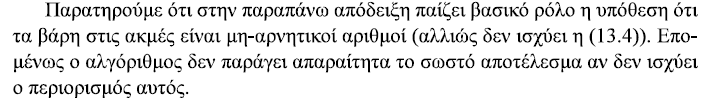 Παρατηρούμε ότι στην παραπάνω απόδειξη παίζει βασικό ρόλο η υπόθεση ότι
τα βάρη στις ακμές είναι μη-αρνητικοί αριθμοί (αλλιώς δεν ισχύει η (13.4)). Επο-
μένως ο αλγόριθμος δεν παράγει απαραίτητα το σωστό αποτέλεσμα αν δεν ισχύει
ο περιορισμός αυτός.